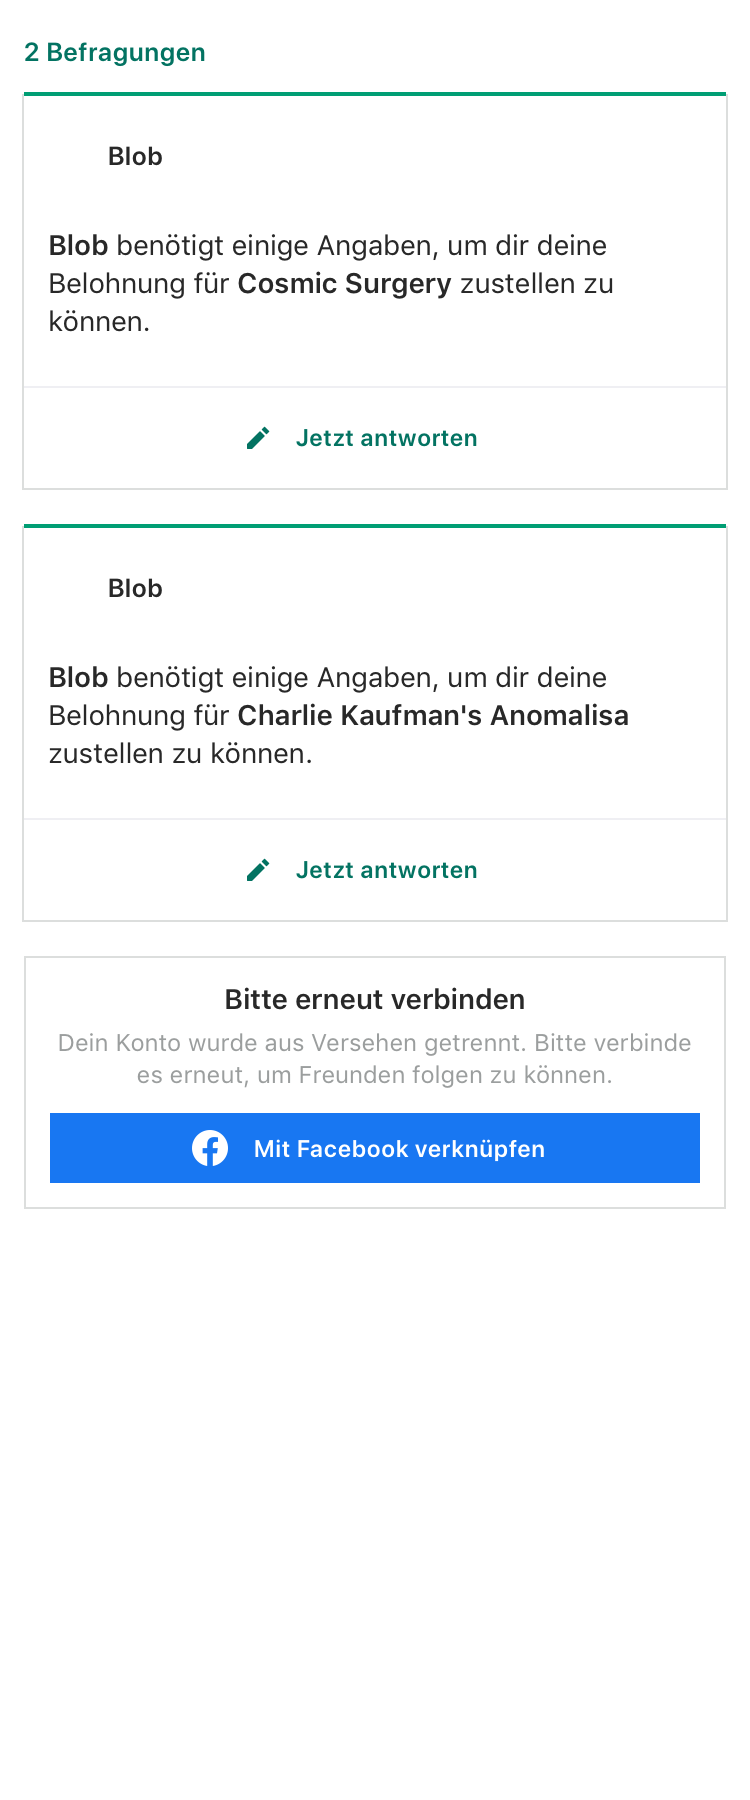 2 Befragungen
Blob
Blob benötigt einige Angaben, um dir deine
Belohnung für Cosmic Surgery zustellen zu
können.
Jetzt antworten
Blob
Blob benötigt einige Angaben, um dir deine
Belohnung für Charlie Kaufman's Anomalisa
zustellen zu können.
Jetzt antworten
Bitte erneut verbinden
Dein Konto wurde aus Versehen getrennt. Bitte verbinde
es erneut, um Freunden folgen zu können.
Mit Facebook verknüpfen